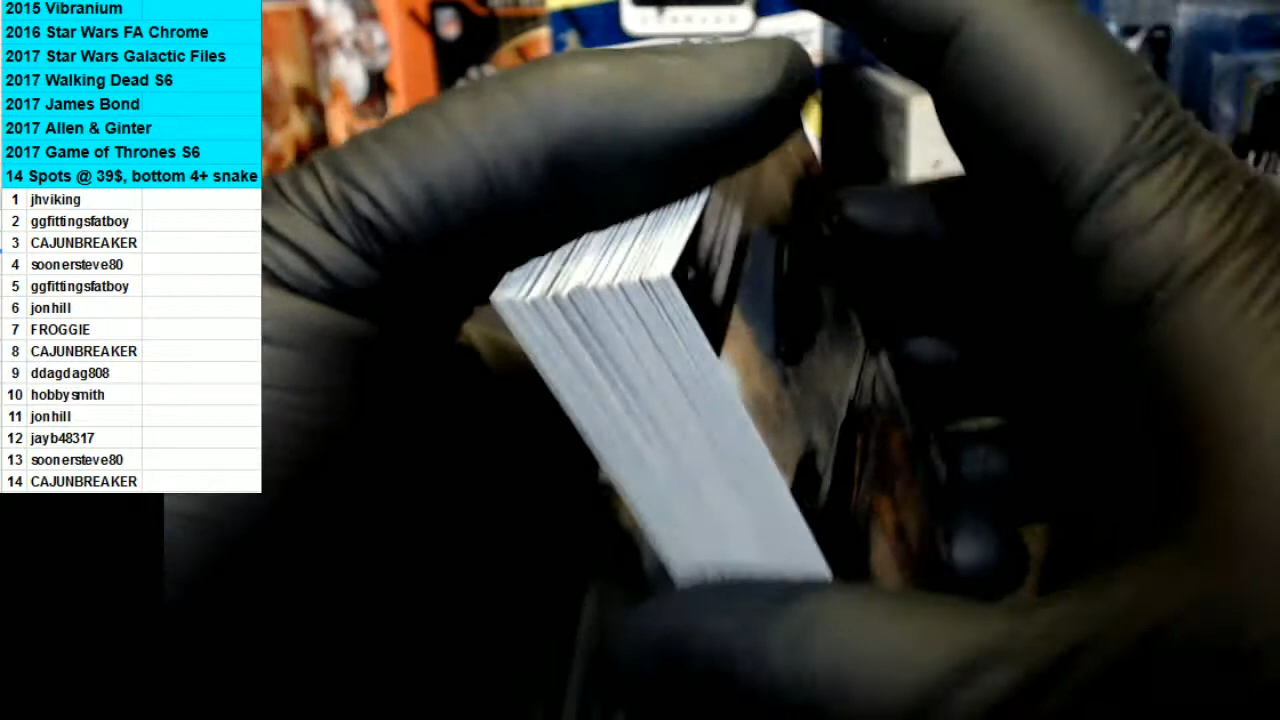 2015 Vibranium
2016 Star Wars FA Chrome
2017 Star Wars Galactic Files
2017 Walking Dead S6
2017 James Bond
2017 Allen & Ginter
2017 Game of Thrones S6
14 Spots @ 39$, bottom 4+ snake
1 jhviking
2 ggfittingsfatboy
3 CAJUNBREAKER
4 soonersteve80
5 ggfittingsfatboy
6 jonhill
7 FROGGIE
8 CAJUNBREAKER
9 ddagdag808
10 hobbysmith
11 jonhill
12 jayb48317
13 soonersteve80
14 CAJUNBREAKER